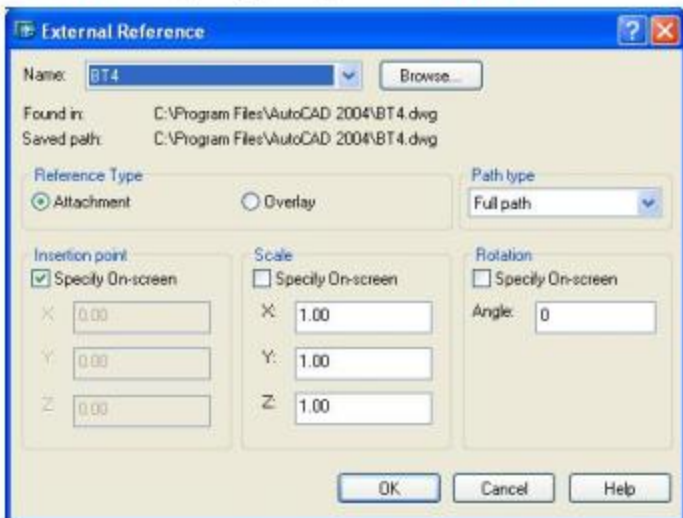 External Reference
Name: BT4 Browse...
Found in: C:\Program Files\AutoCAD 2004\BT4.dwg
Saved path: C:\Program Files\AutoCAD 2004\BT4.dwg
Reference Type Path type
Attachment Overlay Full path
Insertion point Scale Rotation
Specify On-screen Specify On-screen Specify On-screen
X 0.00 X: 1.00 Angle: 0
Y 0.00 Y: 1.00
Z 0.00 Z: 1.00
OK Cancel Help